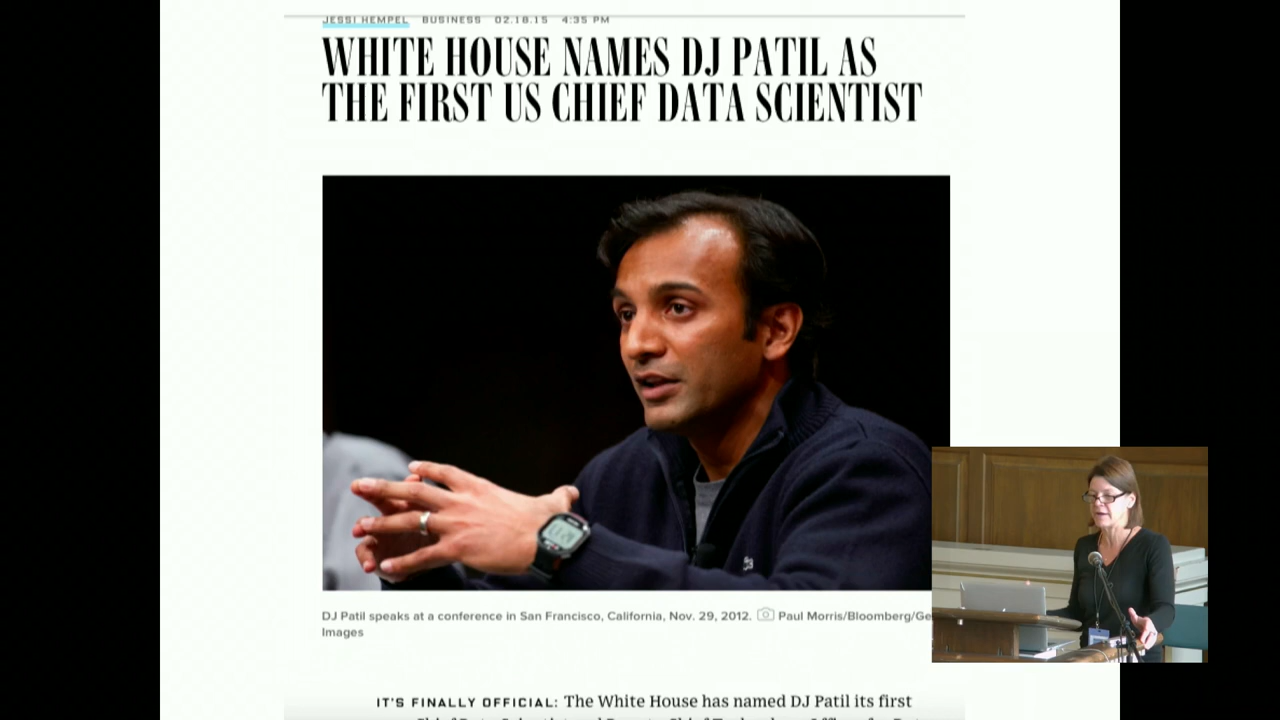 JESSI HEMPEL BUSINESS 02.18.15 4:35 PM
WHITE HOUSE NAMES DJ PATIL AS
THE FIRST US CHIEF DATA SCIENTIST
DJ Patil speaks at a conference in San Francisco, California, Nov. 29, 2012. Paul Morris/Bloomberg/Ge
Images
IT'S FINALLY OFFICIAL: The White House has named DJ Patil its first